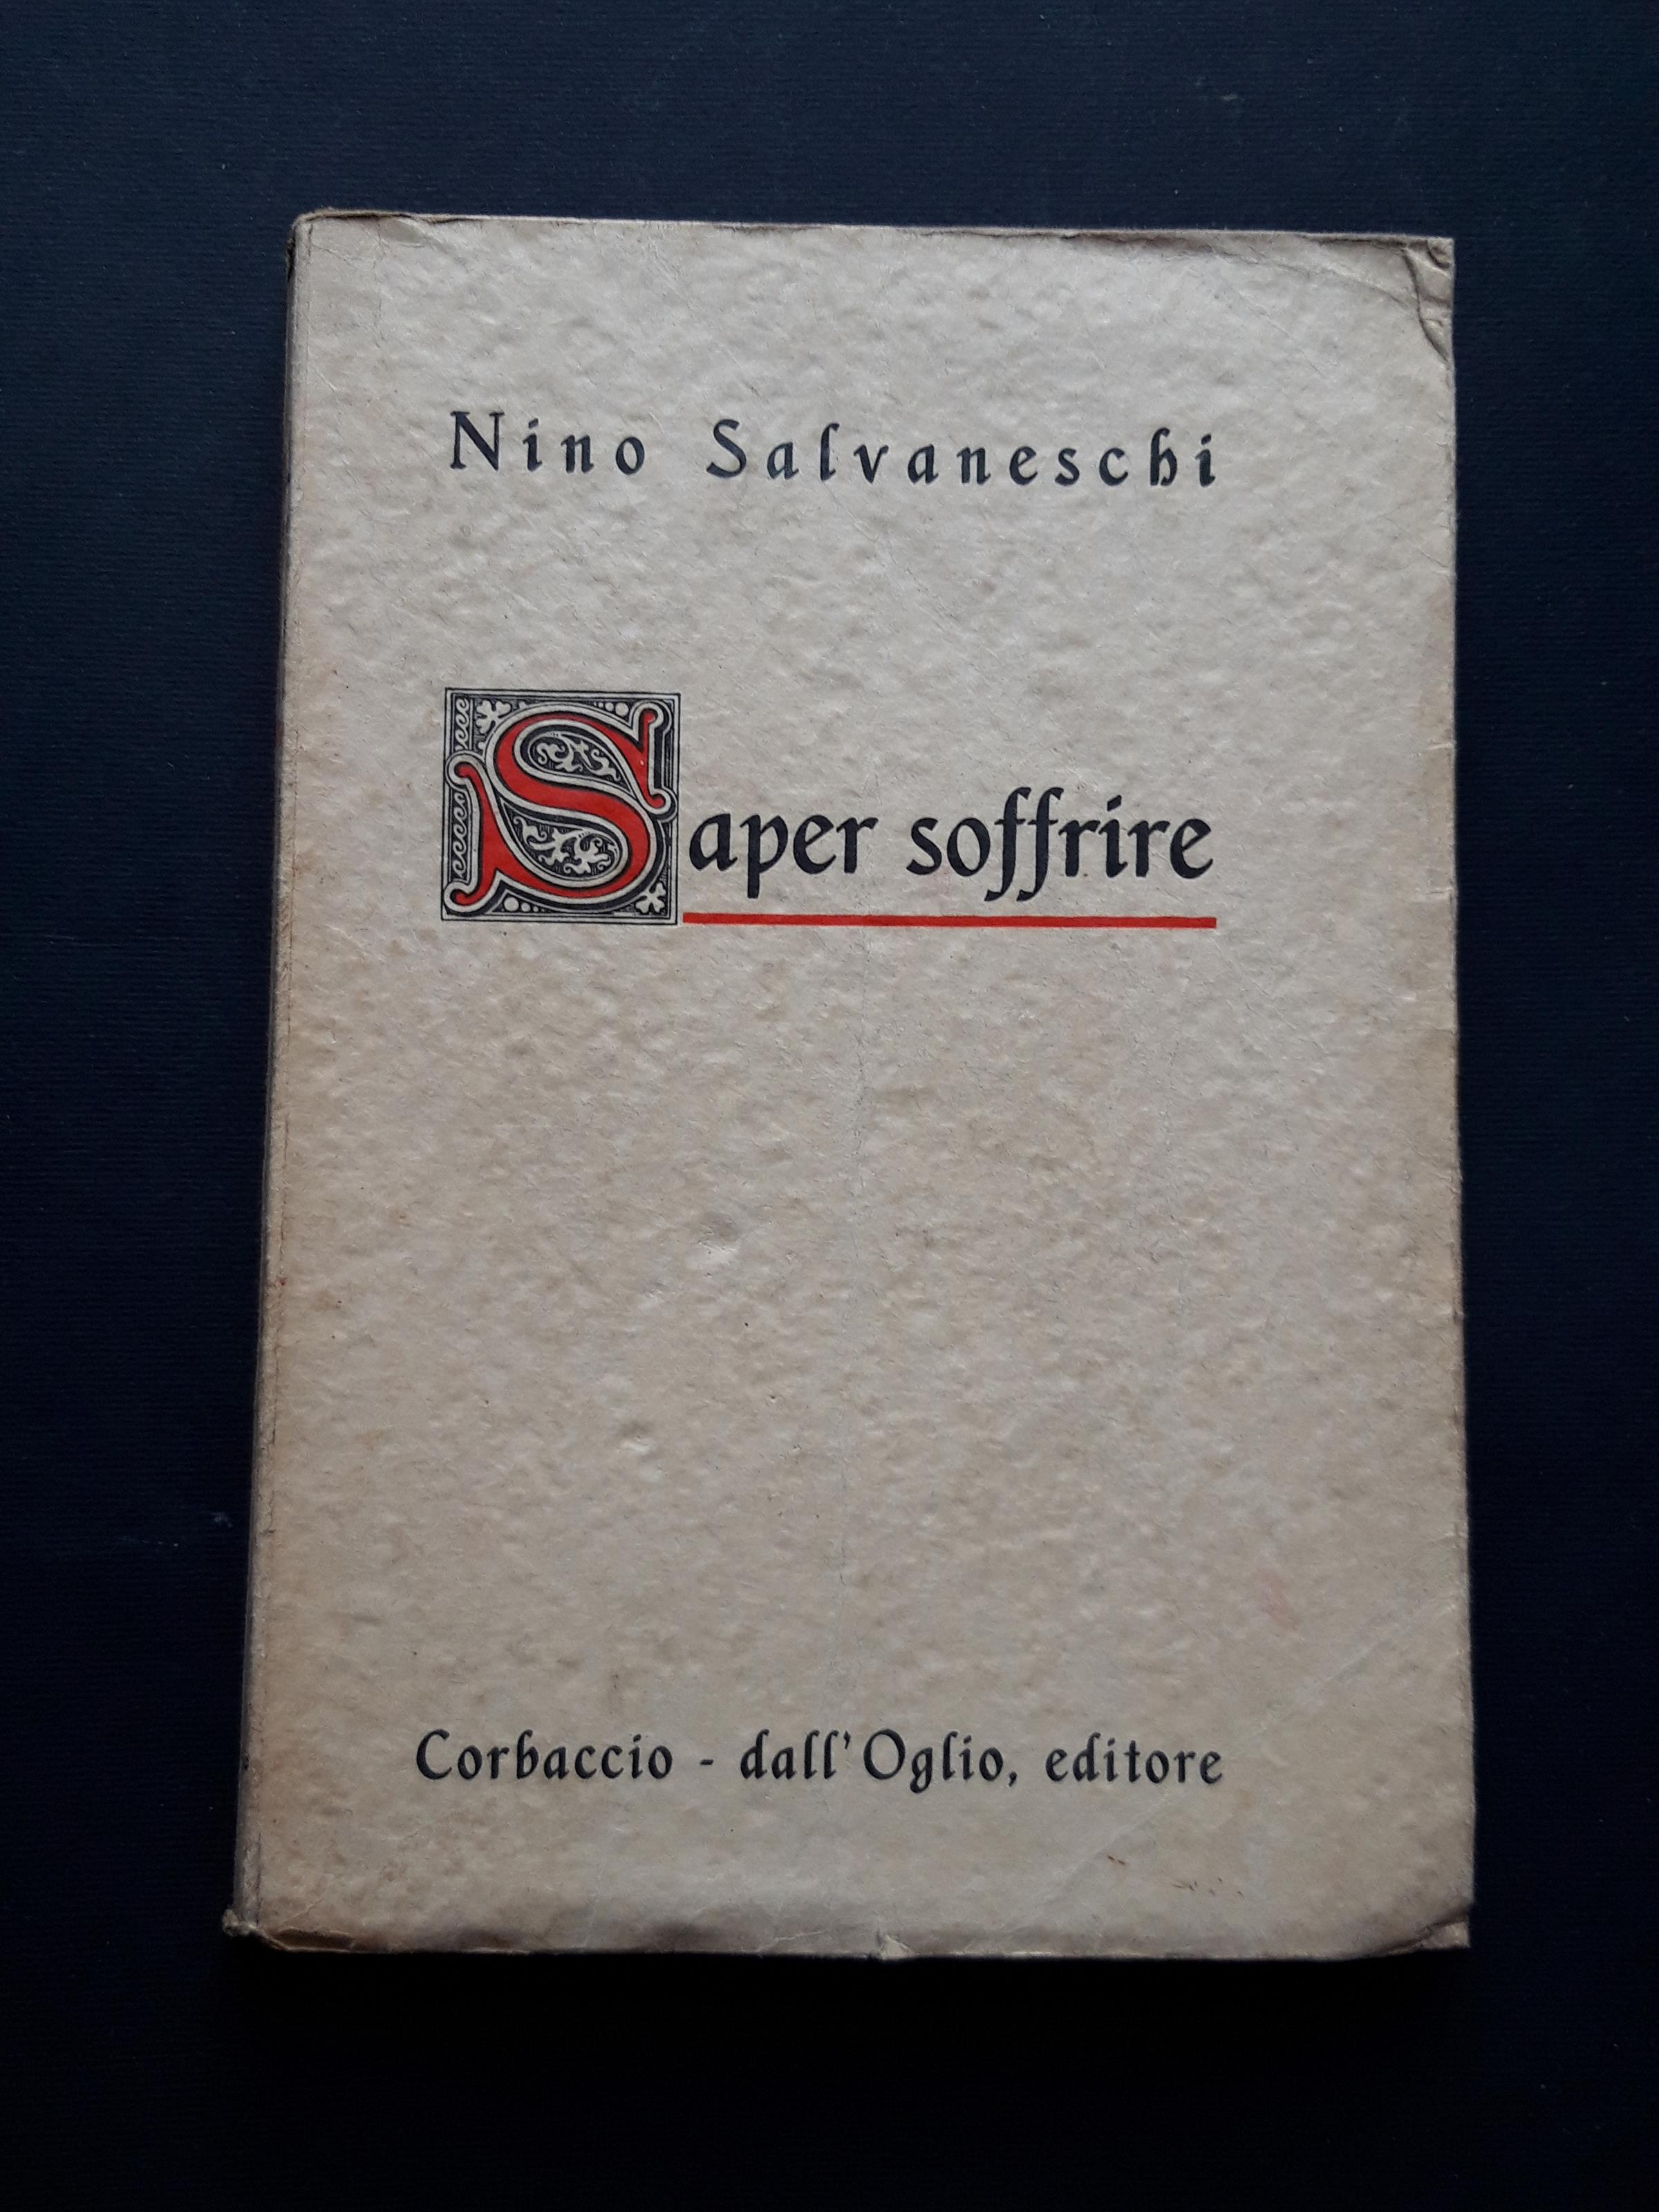 Nino Salvaneschi
Saper soffrire
Corbaccio - dall'Oglio, editore